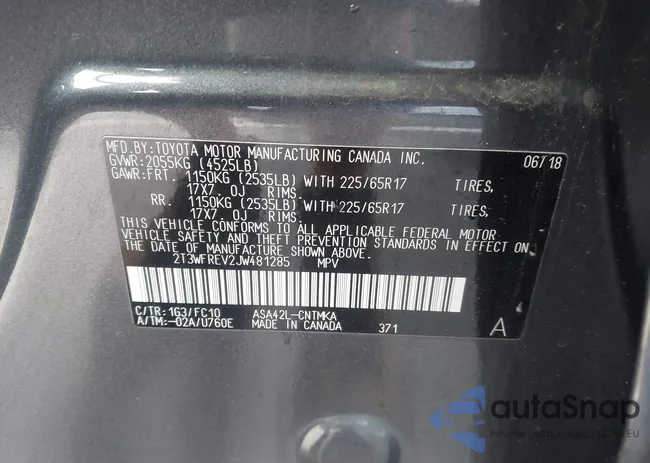 MFD.BY:TOYOTA MOTOR MANUFACTURING CANADA INC. 06/18
GVWR:2055KG (4525LB)
GAWR:FRT. 1150KG (2535LB) WITH 225/65R17 TIRES,
17X7.0J RIMS
RR. 1150KG (2535LB) WITH 225/65R17 TIRES,
17X7.0J RIMS
THIS VEHICLE CONFORMS TO ALL APPLICABLE FEDERAL MOTOR
VEHICLE SAFETY AND THEFT PREVENTION STANDARDS IN EFFECT ON
THE DATE OF MANUFACTURE SHOWN ABOVE.
2T3WFREV2JW481285 MPV
C/TR:1G3/FC10 ASA42L-CNTMKA
A/TM:-02A/U760E MADE IN CANADA 371 A
autaSnap